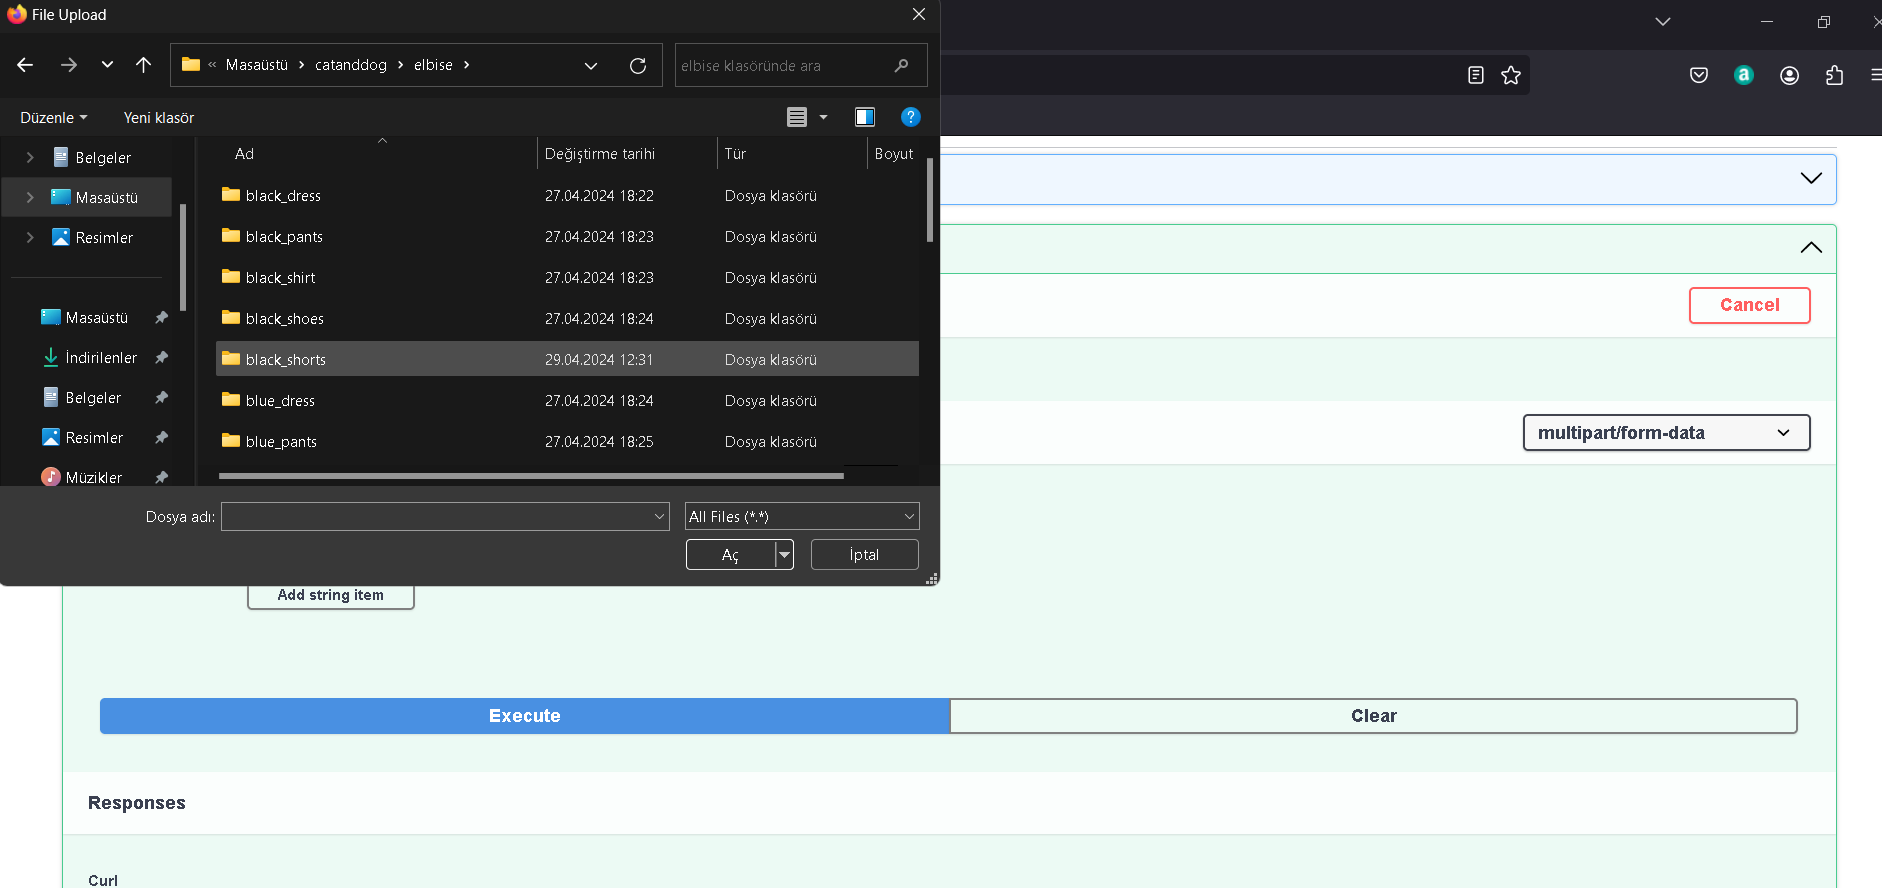 File Upload
« Masaüstü > catanddog > elbise >
elbise klasöründe ara
Düzenle
Yeni klasör
Belgeler
Masaüstü
Resimler
Masaüstü
İndirilenler
Belgeler
Resimler
Müzikler
Ad Değiştirme tarihi Tür Boyut
black_dress 27.04.2024 18:22 Dosya klasörü
black_pants 27.04.2024 18:23 Dosya klasörü
black_shirt 27.04.2024 18:23 Dosya klasörü
black_shoes 27.04.2024 18:24 Dosya klasörü
black_shorts 29.04.2024 12:31 Dosya klasörü
blue_dress 27.04.2024 18:24 Dosya klasörü
blue_pants 27.04.2024 18:25 Dosya klasörü
Dosya adı:
All Files (*.*)
Aç
İptal
Cancel
multipart/form-data
Add string item
Execute
Clear
Responses
Curl